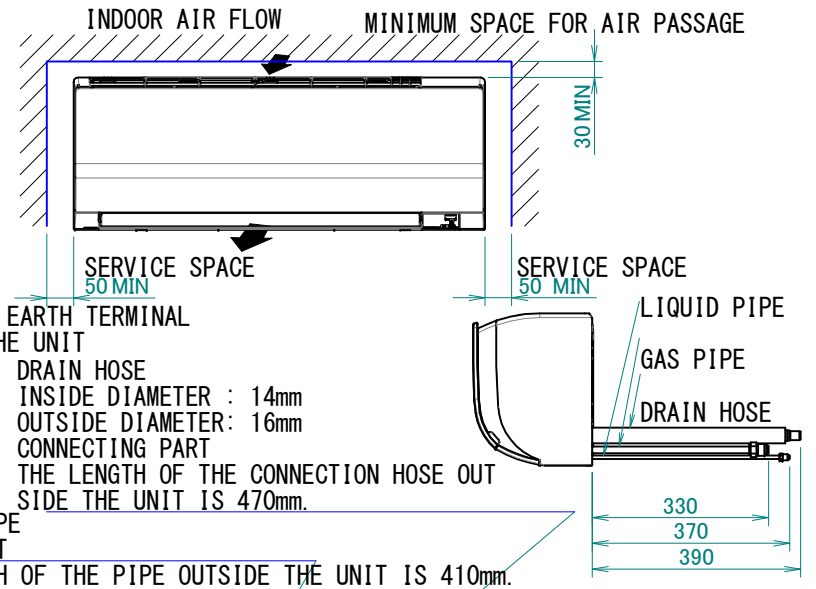 INDOOR AIR FLOW
MINIMUM SPACE FOR AIR PASSAGE
30 MIN
SERVICE SPACE
50 MIN
SERVICE SPACE
50 MIN
EARTH TERMINAL
HE UNIT
DRAIN HOSE
INSIDE DIAMETER : 14mm
OUTSIDE DIAMETER: 16mm
CONNECTING PART
THE LENGTH OF THE CONNECTION HOSE OUT
SIDE THE UNIT IS 470mm.
PE
T
H OF THE PIPE OUTSIDE THE UNIT IS 410mm.
LIQUID PIPE
GAS PIPE
DRAIN HOSE
330
370
390